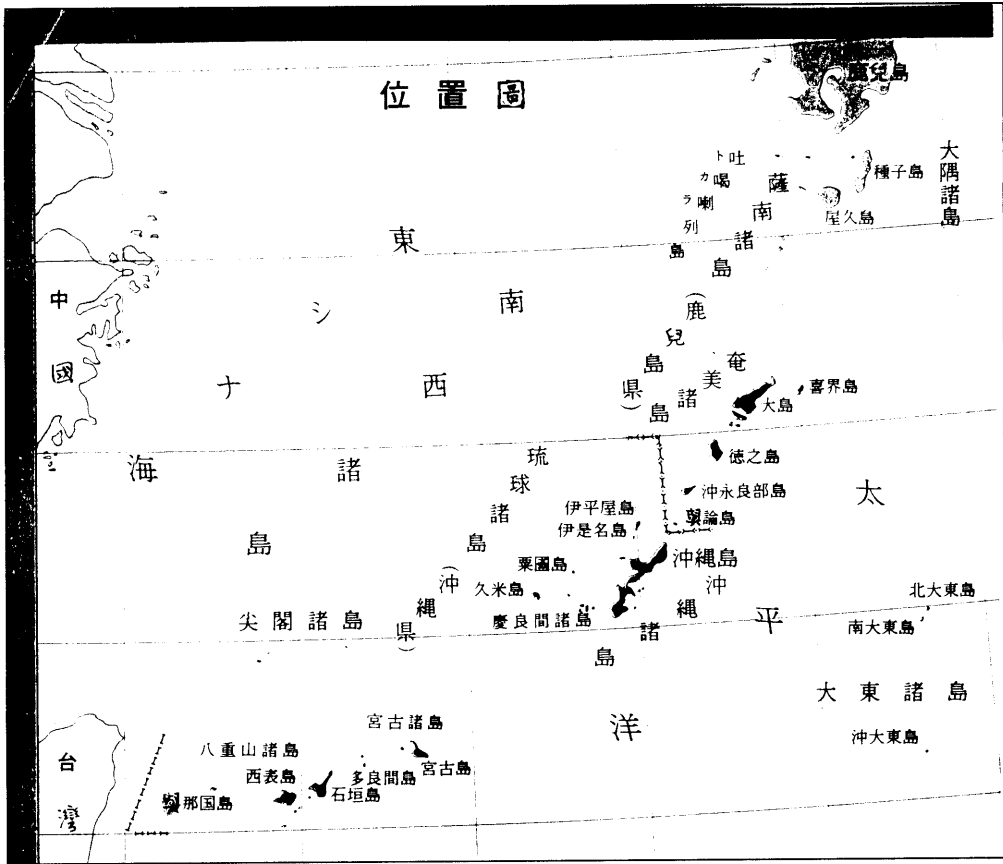 位置圖
鹿兒島
大隅諸島
種子島
屋久島
吐喝喇列島
トカラ
薩南諸島
(鹿兒島県)
奄美諸島
喜界島
大島
徳之島
沖永良部島
與論島
中國
東シナ海
南西諸島
琉球諸島
(沖縄県)
伊平屋島
伊是名島
粟國島
久米島
慶良間諸島
沖縄島
沖縄諸島
尖閣諸島
太平洋
北大東島
南大東島
大東諸島
沖大東島
宮古諸島
宮古島
多良間島
八重山諸島
西表島
石垣島
與那国島
台灣